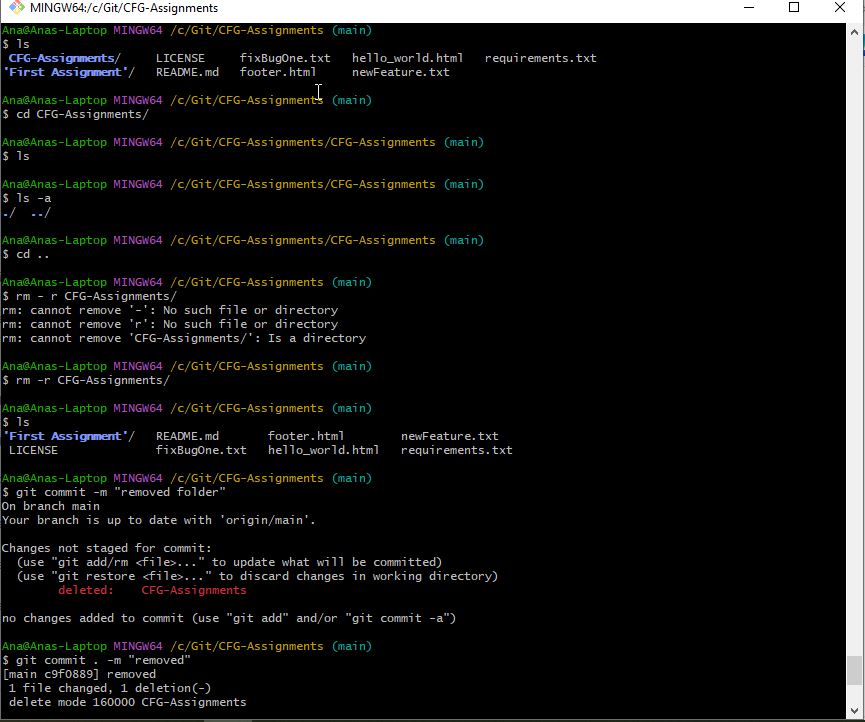 MINGW64:/c/Git/CFG-Assignments
Ana@Anas-Laptop MINGW64 /c/Git/CFG-Assignments (main)
$ ls
 CFG-Assignments/     LICENSE     fixBugOne.txt   hello_world.html   requirements.txt
'First Assignment'/   README.md   footer.html     newFeature.txt
Ana@Anas-Laptop MINGW64 /c/Git/CFG-Assignments (main)
$ cd CFG-Assignments/
Ana@Anas-Laptop MINGW64 /c/Git/CFG-Assignments/CFG-Assignments (main)
$ ls
Ana@Anas-Laptop MINGW64 /c/Git/CFG-Assignments/CFG-Assignments (main)
$ ls -a
./  ../
Ana@Anas-Laptop MINGW64 /c/Git/CFG-Assignments/CFG-Assignments (main)
$ cd ..
Ana@Anas-Laptop MINGW64 /c/Git/CFG-Assignments (main)
$ rm - r CFG-Assignments/
rm: cannot remove '-': No such file or directory
rm: cannot remove 'r': No such file or directory
rm: cannot remove 'CFG-Assignments/': Is a directory
Ana@Anas-Laptop MINGW64 /c/Git/CFG-Assignments (main)
$ rm -r CFG-Assignments/
Ana@Anas-Laptop MINGW64 /c/Git/CFG-Assignments (main)
$ ls
'First Assignment'/   README.md       footer.html        newFeature.txt
 LICENSE              fixBugOne.txt   hello_world.html   requirements.txt
Ana@Anas-Laptop MINGW64 /c/Git/CFG-Assignments (main)
$ git commit -m "removed folder"
On branch main
Your branch is up to date with 'origin/main'.
Changes not staged for commit:
  (use "git add/rm <file>..." to update what will be committed)
  (use "git restore <file>..." to discard changes in working directory)
        deleted:    CFG-Assignments
no changes added to commit (use "git add" and/or "git commit -a")
Ana@Anas-Laptop MINGW64 /c/Git/CFG-Assignments (main)
$ git commit . -m "removed"
[main c9f0889] removed
 1 file changed, 1 deletion(-)
 delete mode 160000 CFG-Assignments